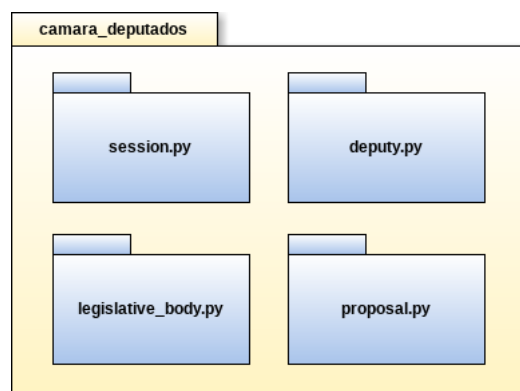 camara_deputados
session.py
deputy.py
legislative_body.py
proposal.py